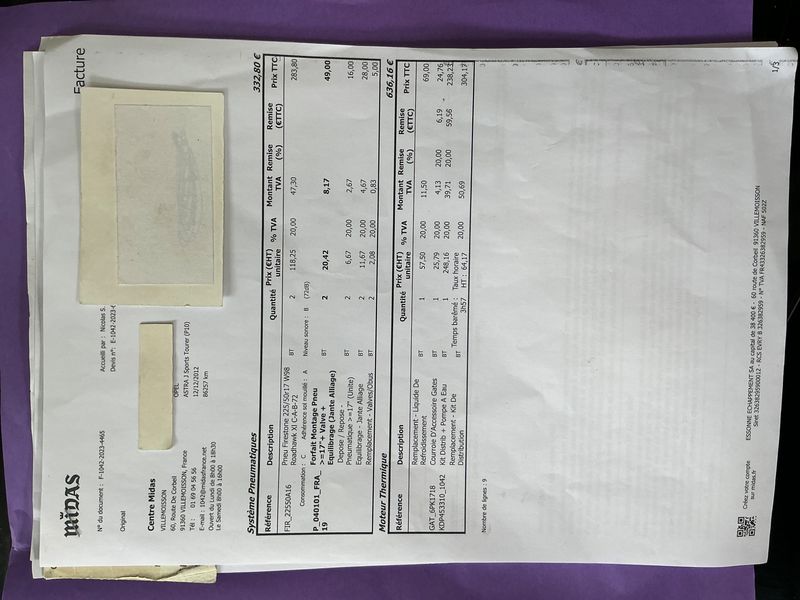 MIDAS
Facture
N° du document : F-1042-2023-4465
Accueilli par : Nicolas S.
Devis n°: E-1042-2023-
Original
Centre Midas
VILLEMOISSON
60, Route De Corbeil
91360 VILLEMOISSON, France
Tél : 01 69 04 56 56
E-mail : 1042@midasfrance.net
Ouvert du Lundi de 8h00 à 18h30
Le Samedi 8h00 à 18h00
OPEL
ASTRA J Sports Tourer (P10)
12/2012
86257 km
Système Pneumatiques 332,80 €
Référence Description Quantité Prix (€HT) unitaire % TVA Montant TVA Remise (%) Remise (€TTC) Prix TTC
FIR_22550A16 Pneu Firestone 225/50r17 W98 BT 2 118,25 20,00 47,30 283,80
Roadhawk Xl C-A-B-72
Consommation : C Adhérence sol mouillé : A Niveau sonore : B (72dB)
P_040101_FRA_19 Forfait Montage Pneu 2 20,42 8,17 49,00
>=17"+ Valve +
Equilibrage (Jante Alliage)
Depose / Repose - BT 2 6,67 20,00 2,67 16,00
Pneumatique >=17" (Unite)
Equilibrage - Jante Alliage BT 2 11,67 20,00 4,67 28,00
Remplacement - Valves/Obus BT 2 2,08 20,00 0,83 5,00
Moteur Thermique 636,16 €
Référence Description Quantité Prix (€HT) unitaire % TVA Montant TVA Remise (%) Remise (€TTC) Prix TTC
Remplacement - Liquide De BT 1 57,50 20,00 11,50 69,00
Refroidissement
GAT_6PK1718 Courroie D'Accessoire Gates BT 1 25,79 20,00 4,13 20,00 6,19 24,76
KDP453310_1042 Kit Distrib + Pompe A Eau BT 1 248,16 20,00 39,71 20,00 59,56 - 238,23
Remplacement - Kit De BT Temps barêmé : 3h57 Taux horaire HT : 64,17 20,00 50,69 304,17
Distribution
Nombre de lignes : 9
1/3
Créez votre compte
sur midas.fr
ESSONNE ECHAPPEMENT SA au capital de 38 400 € - 60 route de Corbeil 91360 VILLEMOISSON
Siret 32638295900012 - RCS EVRY B 326382959 - N° TVA FR43326382959 - NAF 502Z